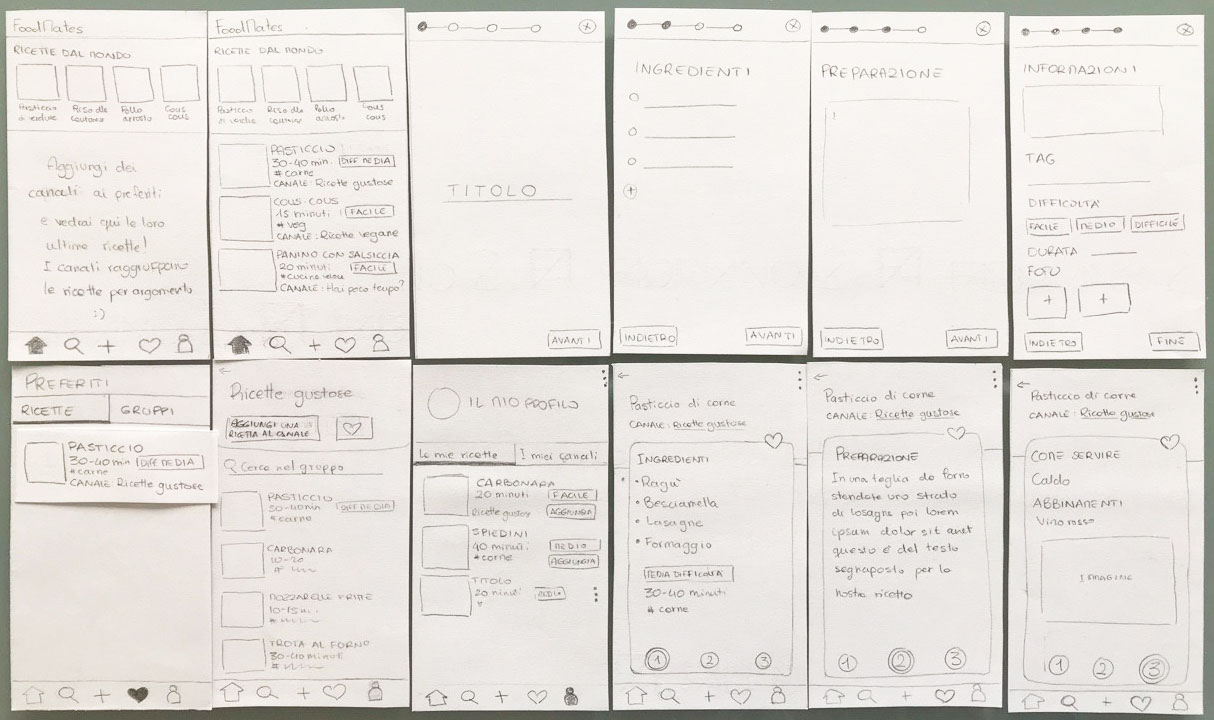 FoodMates
RICETTE DAL MONDO
Pasticcio di verdure
Riso alla cantonese
Pollo arrosto
Cous cous
Aggiungi dei
canali ai preferiti
e vedrai qui le loro
ultime ricette!
I canali raggruppano
le ricette per argomento
:)
FoodMates
RICETTE DAL MONDO
Pasticcio di verdure
Riso alla cantonese
Pollo arrosto
Cous cous
PASTICCIO
30-40 min. DIFF MEDIA
#carne
CANALE: Ricette gustose
COUS COUS
15 minuti FACILE
#veg
CANALE: Ricette vegane
PANINO CON SALSICCIA
20 minuti FACILE
CANALE: Hai poco tempo?
TITOLO
AVANTI
INGREDIENTI
INDIETRO AVANTI
PREPARAZIONE
INDIETRO AVANTI
INFORMAZIONI
TAG
DIFFICOLTA'
FACILE MEDIO DIFFICILE
DURATA
FOTO
+ +
INDIETRO FINE
PREFERITI
RICETTE GRUPPI
PASTICCIO
30-40 min DIFF MEDIA
#carne
CANALE Ricette gustose
Ricette gustose
AGGIUNGI UNA
RICETTA AL CANALE
Cerca nel gruppo
PASTICCIO
30-40min DIFF MEDIA
#carne
CARBONARA
10-20
#
MOZZARELLE FRITTE
10-15
#
TROTA AL FORNO
30-40 minuti
#
IL MIO PROFILO
Le mie ricette I miei canali
CARBONARA
20 minuti FACILE
Ricette gustose AGGIUNGI
SPIEDINI
40 minuti MEDIO
#carne AGGIUNGI
TITOLO
20 minuti MEDIO
Pasticcio di carne
CANALE: Ricette gustose
INGREDIENTI
• Ragù
• Besciamella
• Lasagne
• Formaggio
MEDIA DIFFICOLTA'
30-40 minuti
# carne
1 2 3
Pasticcio di carne
CANALE: Ricette gustose
PREPARAZIONE
In una teglia da forno
stendete uno strato
di lasagne poi lorem
ipsum dolor sit amet
questo è del testo
segnaposto per la
nostra ricetta
1 2 3
Pasticcio di carne
CANALE: Ricette gustose
COME SERVIRE
Caldo
ABBINAMENTI
Vino rosso
IMMAGINE
1 2 3